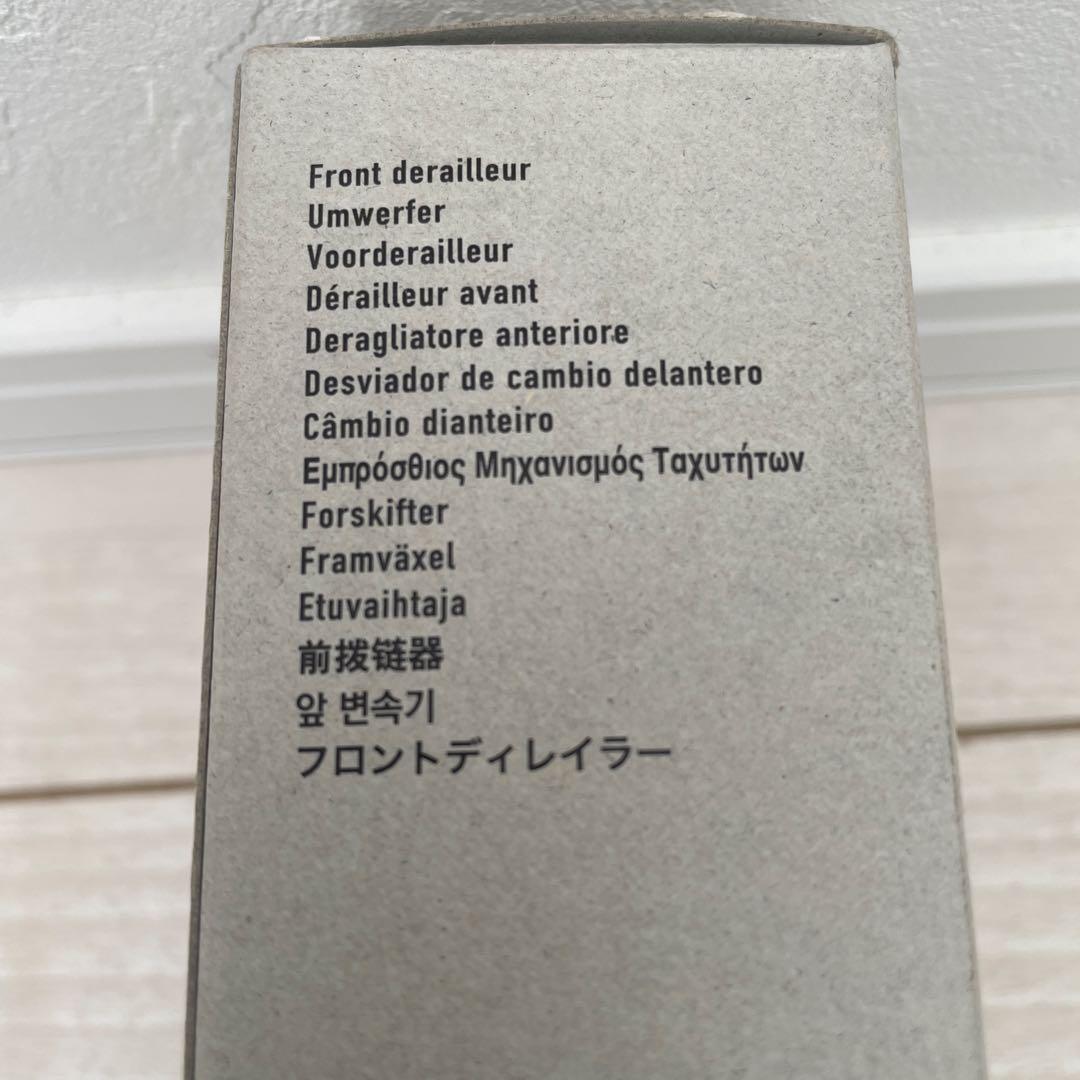 Front derailleur
Umwerfer
Voorderailleur
Dérailleur avant
Deragliatore anteriore
Desviador de cambio delantero
Câmbio dianteiro
Εμπρόσθιος Μηχανισμός Ταχυτήτων
Forskifter
Framväxel
Etuvaihtaja
前拨链器
앞 변속기
フロントディレイラー